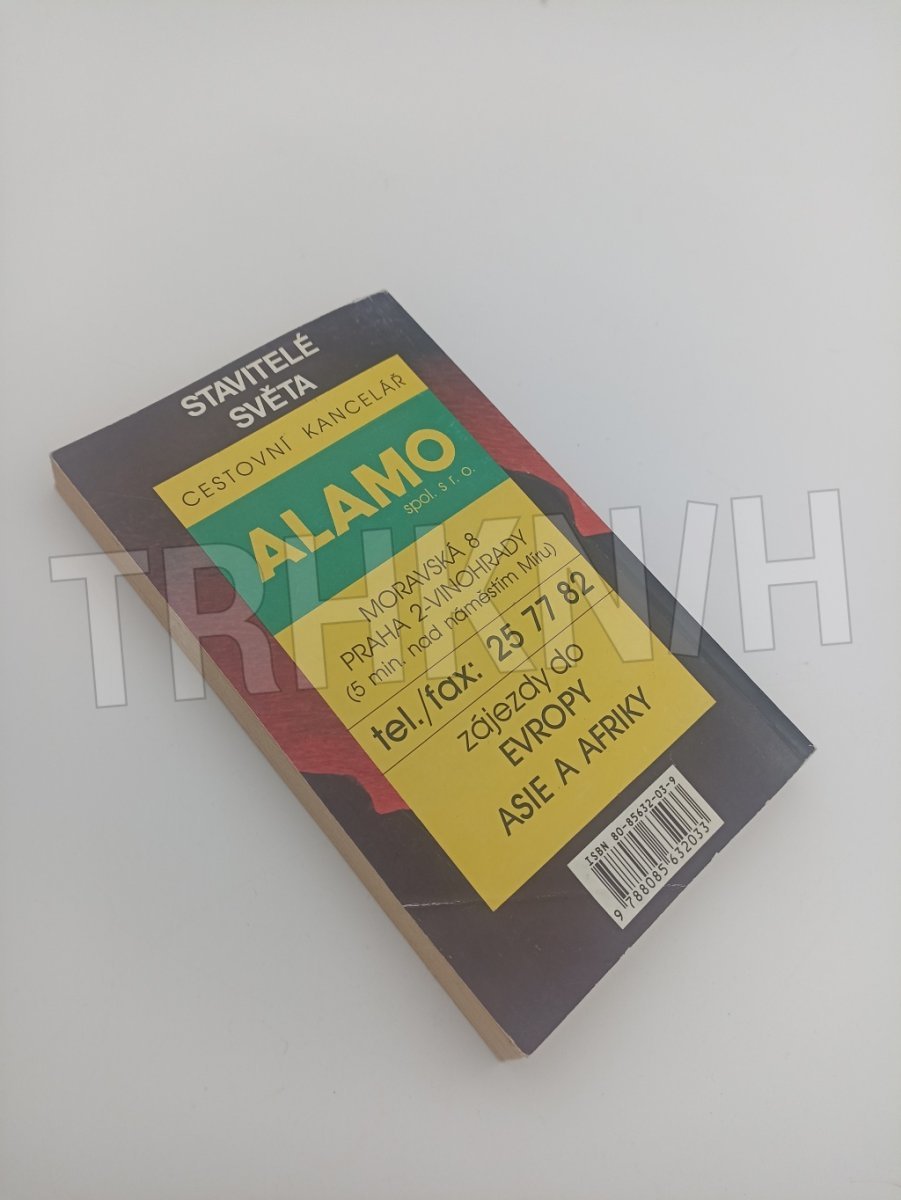 STAVITELÉ
SVĚTA
CESTOVNÍ KANCELÁŘ
ALAMO
spol. s r. o.
MORAVSKÁ 8
PRAHA 2-VINOHRADY
(5 min. nad náměstím Míru)
tel./fax: 25 77 82
zájezdy do
EVROPY
ASIE A AFRIKY
ISBN 80-85632-03-9
9 788085 632033
TRHKNIH